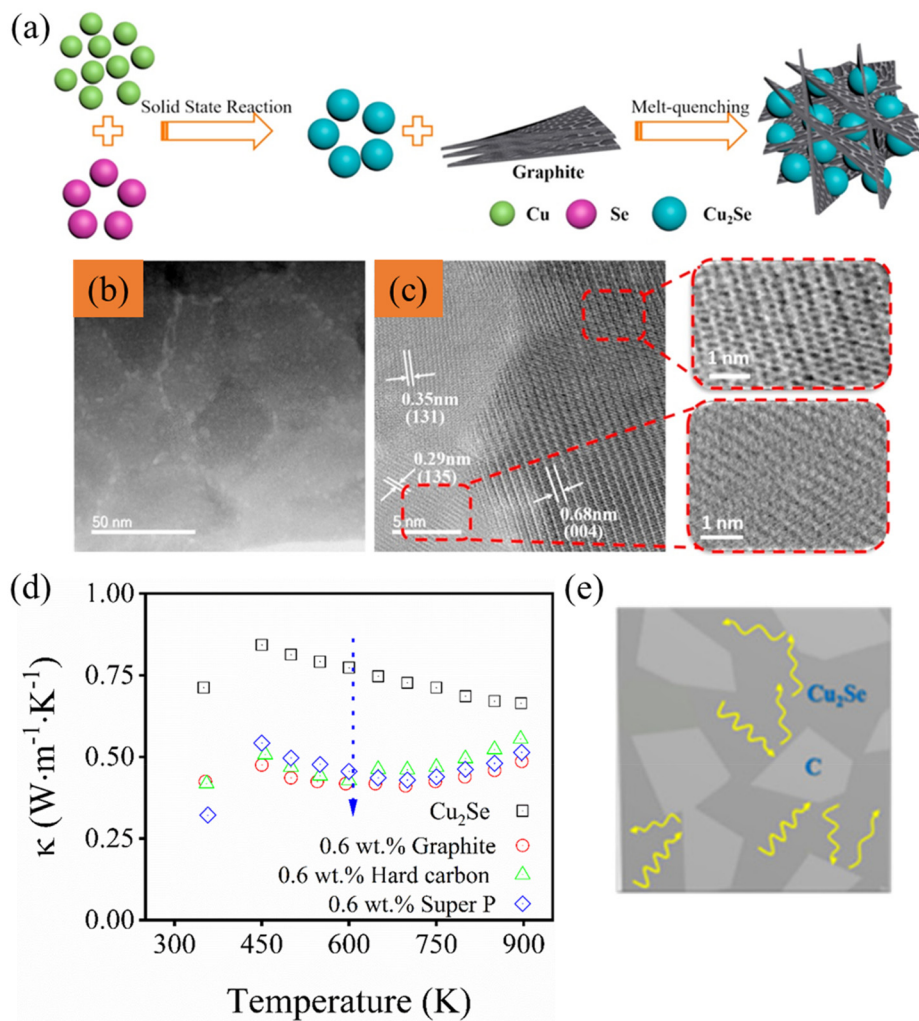 (a)
Solid State Reaction
Melt-quenching
Graphite
Cu
Se
Cu₂Se
(b)
50 nm
(c)
0.35nm
(131)
0.29nm
(135)
5 nm
0.68nm
(004)
1 nm
1 nm
(d)
κ (W·m⁻¹·K⁻¹)
1.00
0.75
0.50
0.25
0.00
Cu₂Se
0.6 wt.% Graphite
0.6 wt.% Hard carbon
0.6 wt.% Super P
300
450
600
750
900
Temperature (K)
(e)
Cu₂Se
C